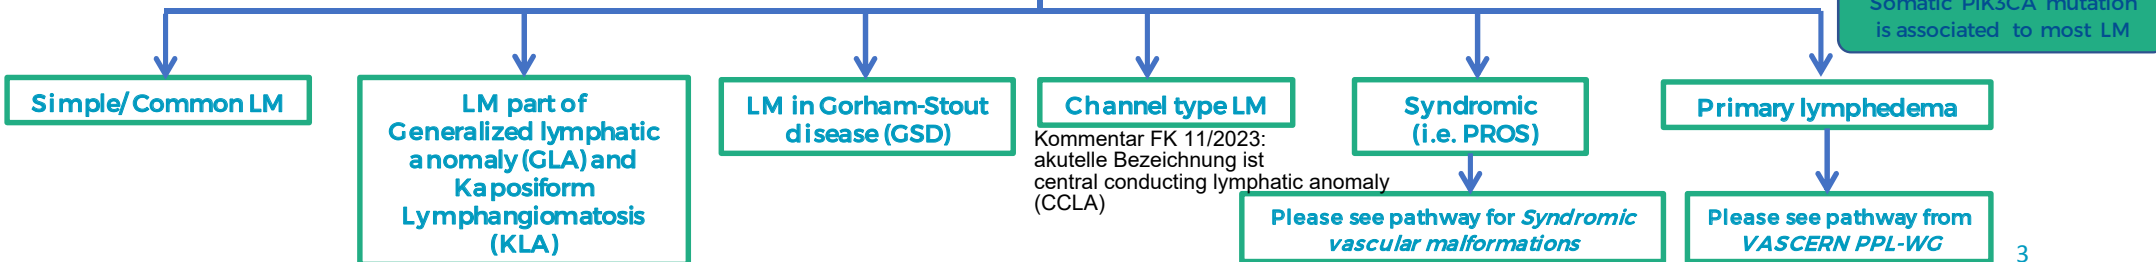 Somatic PIK3CA mutation
is associated to most LM
Simple/Common LM
LM part of
Generalized lymphatic
anomaly (GLA) and
Kaposiform
Lymphangiomatosis
(KLA)
LM in Gorham-Stout
disease (GSD)
Channel type LM
Kommentar FK 11/2023:
akutelle Bezeichnung ist
central conducting lymphatic anomaly
(CCLA)
Syndromic
(i.e. PROS)
Please see pathway for Syndromic
vascular malformations
Primary lymphedema
Please see pathway from
VASCERN PPL-WG
3